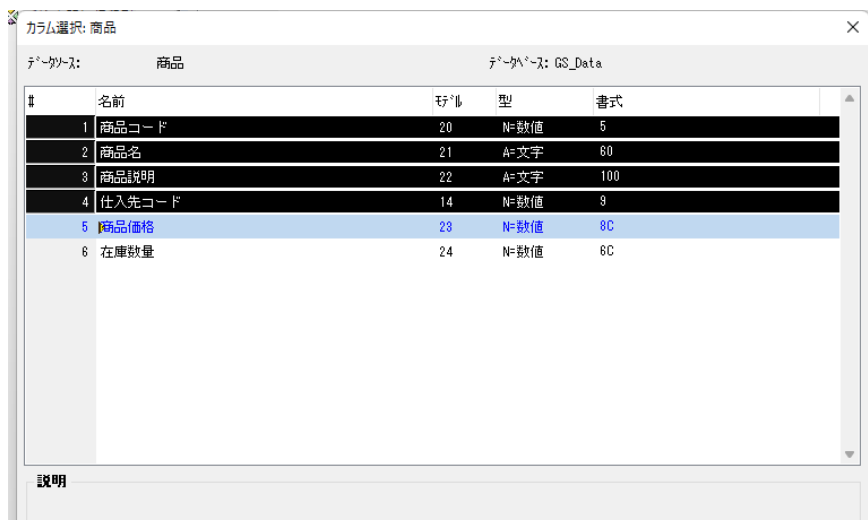 カラム選択: 商品
ﾃﾞｰﾀｿｰｽ: 商品 ﾃﾞｰﾀﾍﾞｰｽ: GS_Data
# 名前 ﾓﾃﾞﾙ 型 書式
1 商品コード 20 N=数値 5
2 商品名 21 A=文字 60
3 商品説明 22 A=文字 100
4 仕入先コード 14 N=数値 9
5 商品価格 23 N=数値 8C
6 在庫数量 24 N=数値 6C
説明